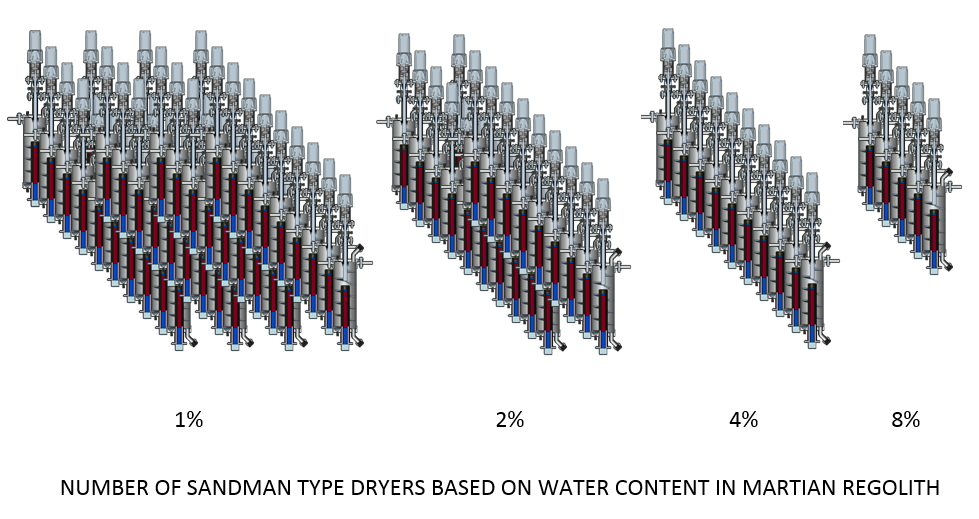 1%
2%
4%
8%
NUMBER OF SANDMAN TYPE DRYERS BASED ON WATER CONTENT IN MARTIAN REGOLITH